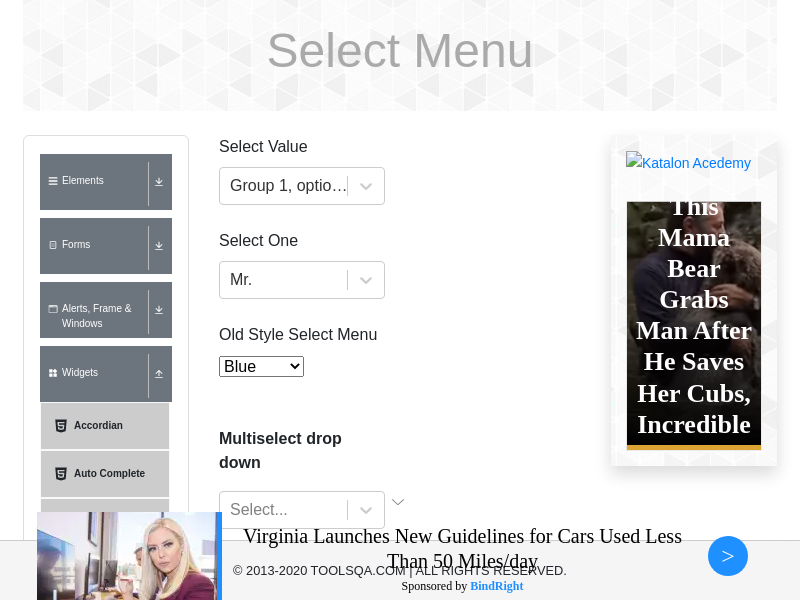 Select Menu
Elements
Forms
Alerts, Frame &
Windows
Widgets
Accordian
Auto Complete
Select Value
Group 1, optio...
Select One
Mr.
Old Style Select Menu
Blue
Multiselect drop
down
Select...
Katalon Acedemy
This
Mama
Bear
Grabs
Man After
He Saves
Her Cubs,
Incredible
Virginia Launches New Guidelines for Cars Used Less
Than 50 Miles/day
© 2013-2020 TOOLSQA.COM | ALL RIGHTS RESERVED.
Sponsored by BindRight
>